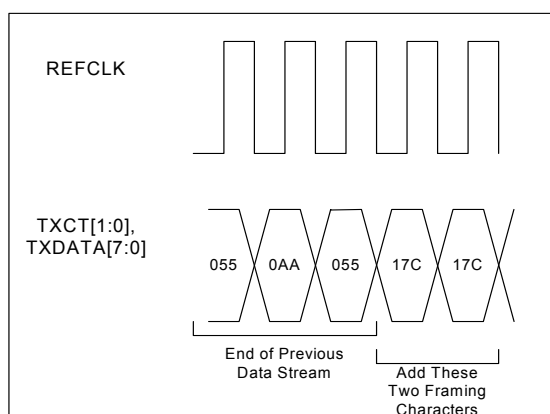 REFCLK
TXCT[1:0],
TXDATA[7:0]
055 0AA 055 17C 17C
End of Previous
Data Stream
Add These
Two Framing
Characters